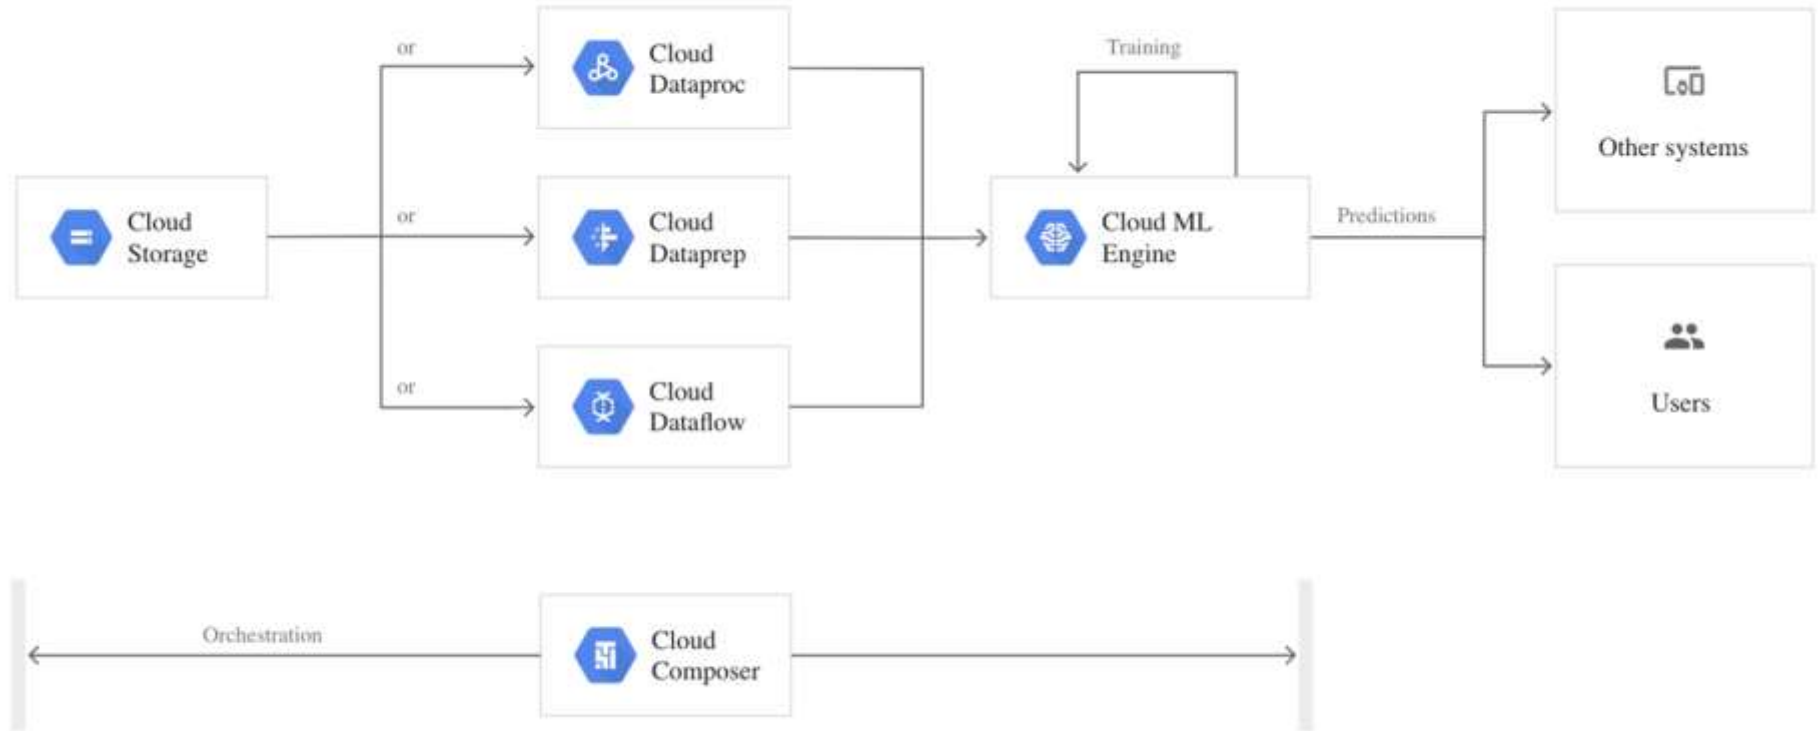 or
Cloud
Dataproc
Training
Other systems
Cloud
Storage
or
Cloud
Dataprep
Cloud ML
Engine
Predictions
or
Cloud
Dataflow
Users
Orchestration
Cloud
Composer